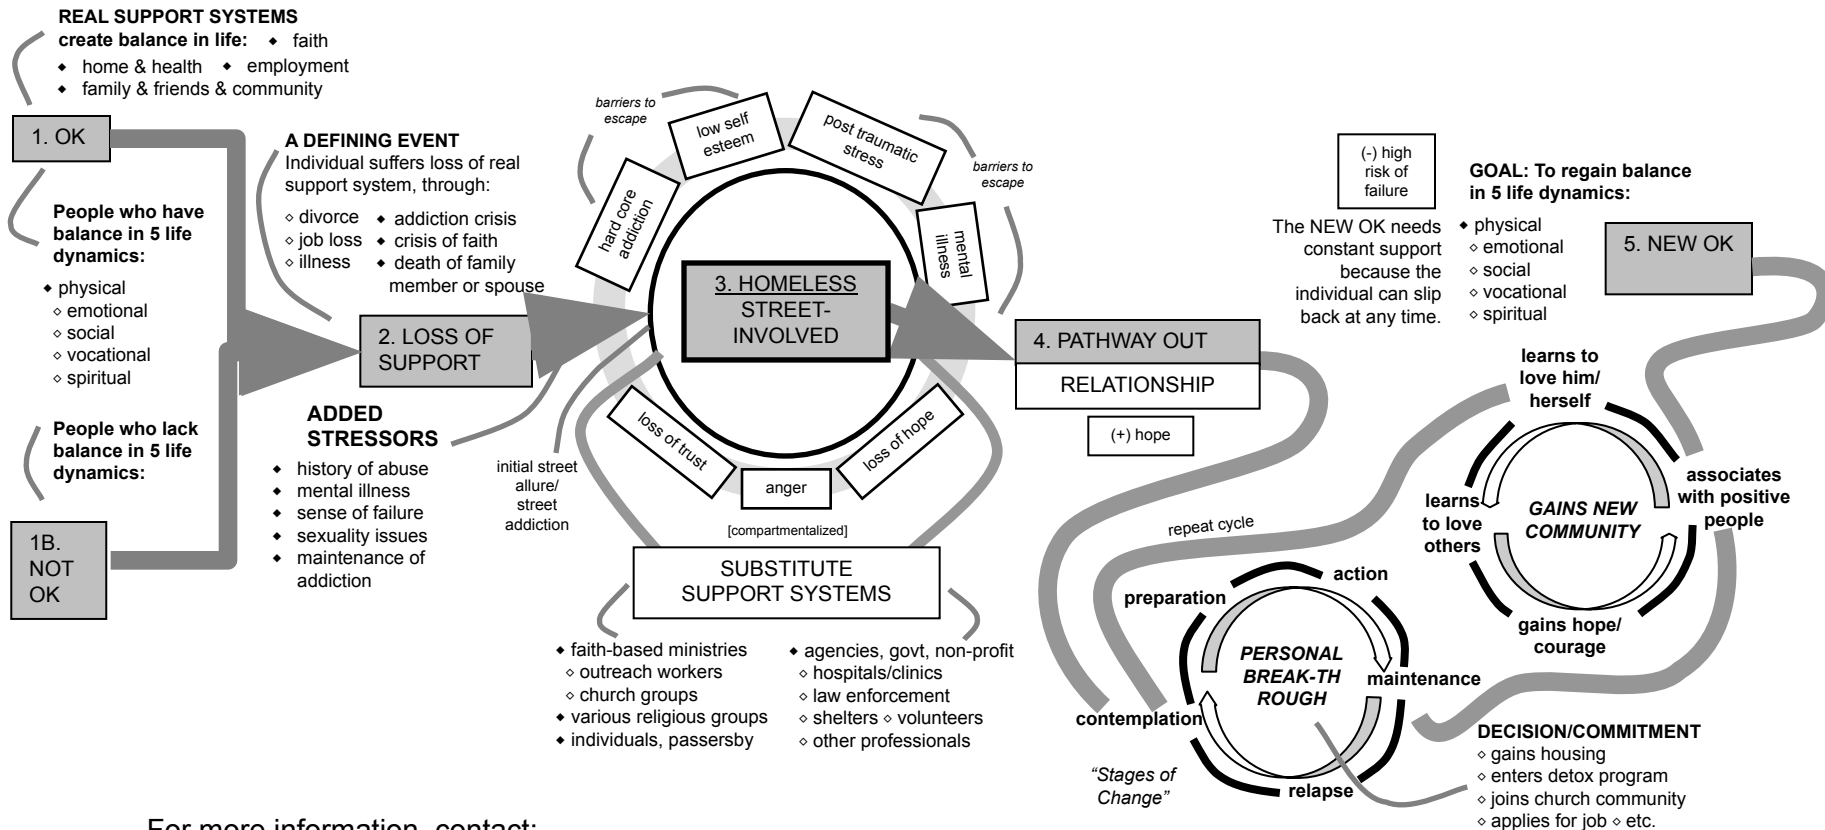 REAL SUPPORT SYSTEMS
create balance in life: ◆ faith
◆ home & health ◆ employment
◆ family & friends & community
1. OK
People who have
balance in 5 life
dynamics:
◆ physical
◇ emotional
◇ social
◇ vocational
◇ spiritual
People who lack
balance in 5 life
dynamics:
1B.
NOT
OK
A DEFINING EVENT
Individual suffers loss of real
support system, through:
◇ divorce
◇ job loss
◇ illness
◆ addiction crisis
◆ crisis of faith
◆ death of family
member or spouse
2. LOSS OF
SUPPORT
ADDED
STRESSORS
◆ history of abuse
◆ mental illness
◆ sense of failure
◆ sexuality issues
◆ maintenance of
addiction
initial street
allure/
street
addiction
barriers to
escape
hard core
addiction
low self
esteem
post traumatic
stress
mental
illness
barriers to
escape
3. HOMELESS
STREET-
INVOLVED
loss of trust
anger
loss of hope
[compartmentalized]
SUBSTITUTE
SUPPORT SYSTEMS
◆ faith-based ministries
◇ outreach workers
◇ church groups
◆ various religious groups
◆ individuals, passersby
◆ agencies, govt, non-profit
◇ hospitals/clinics
◇ law enforcement
◇ shelters ◇ volunteers
◇ other professionals
4. PATHWAY OUT
RELATIONSHIP
(+) hope
(-) high
risk of
failure
The NEW OK needs
constant support
because the
individual can slip
back at any time.
GOAL: To regain balance
in 5 life dynamics:
◆ physical
◇ emotional
◇ social
◇ vocational
◇ spiritual
5. NEW OK
learns to
love him/
herself
associates
with positive
people
learns
to love
others
GAINS NEW
COMMUNITY
gains hope/
courage
repeat cycle
action
preparation
PERSONAL
BREAK-TH
ROUGH
maintenance
contemplation
relapse
"Stages of
Change"
DECISION/COMMITMENT
◇ gains housing
◇ enters detox program
◇ joins church community
◇ applies for job ◇ etc.
For more information, contact: